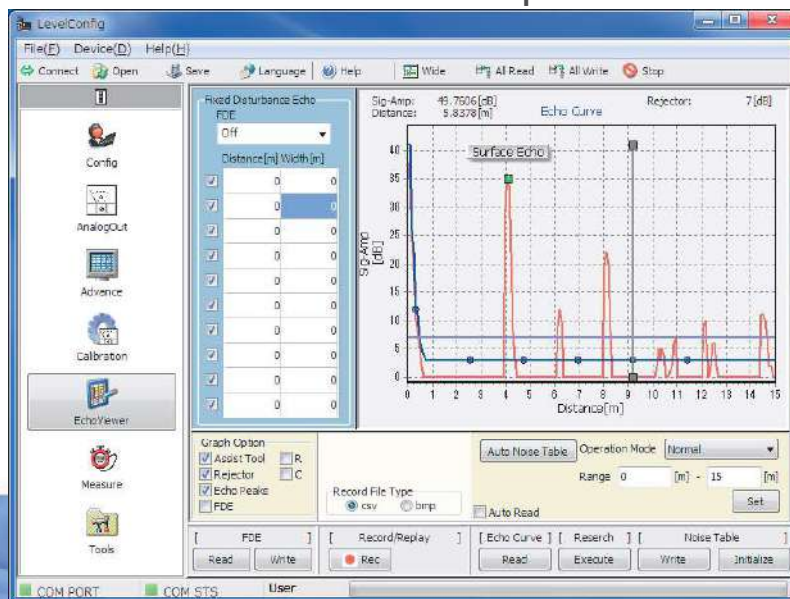 LevelConfig
File(F) Device(D) Help(H)
Connect Open Save Language Help Wide All Read All Write Stop
Config
AnalogOut
Advance
Calibration
EchoViewer
Measure
Tools
Fixed Disturbance Echo
FDE
Off
Distance[m] Width[m]
0 0
0 0
0 0
0 0
0 0
0 0
0 0
0 0
0 0
0 0
Sig-Amp: 49.7606[dB]
Distance: 5.8378[m]
Echo Curve
Rejector: 7[dB]
Surface Echo
Sig-Amp
[dB]
40
35
30
25
20
15
10
5
0
0 1 2 3 4 5 6 7 8 9 10 11 12 13 14 15
Distance[m]
Graph Option
Assist Tool R
Rejector C
Echo Peaks
FDE
Record File Type
csv bmp
Auto Noise Table Operation Mode Normal
Range 0 [m] - 15 [m]
Auto Read
Set
[ FDE ] [ Record/Replay ] [ Echo Curve ] [ Reserch ] [ Noise Table ]
Read Write Rec Read Execute Write Initialize
COM PORT COM STS User